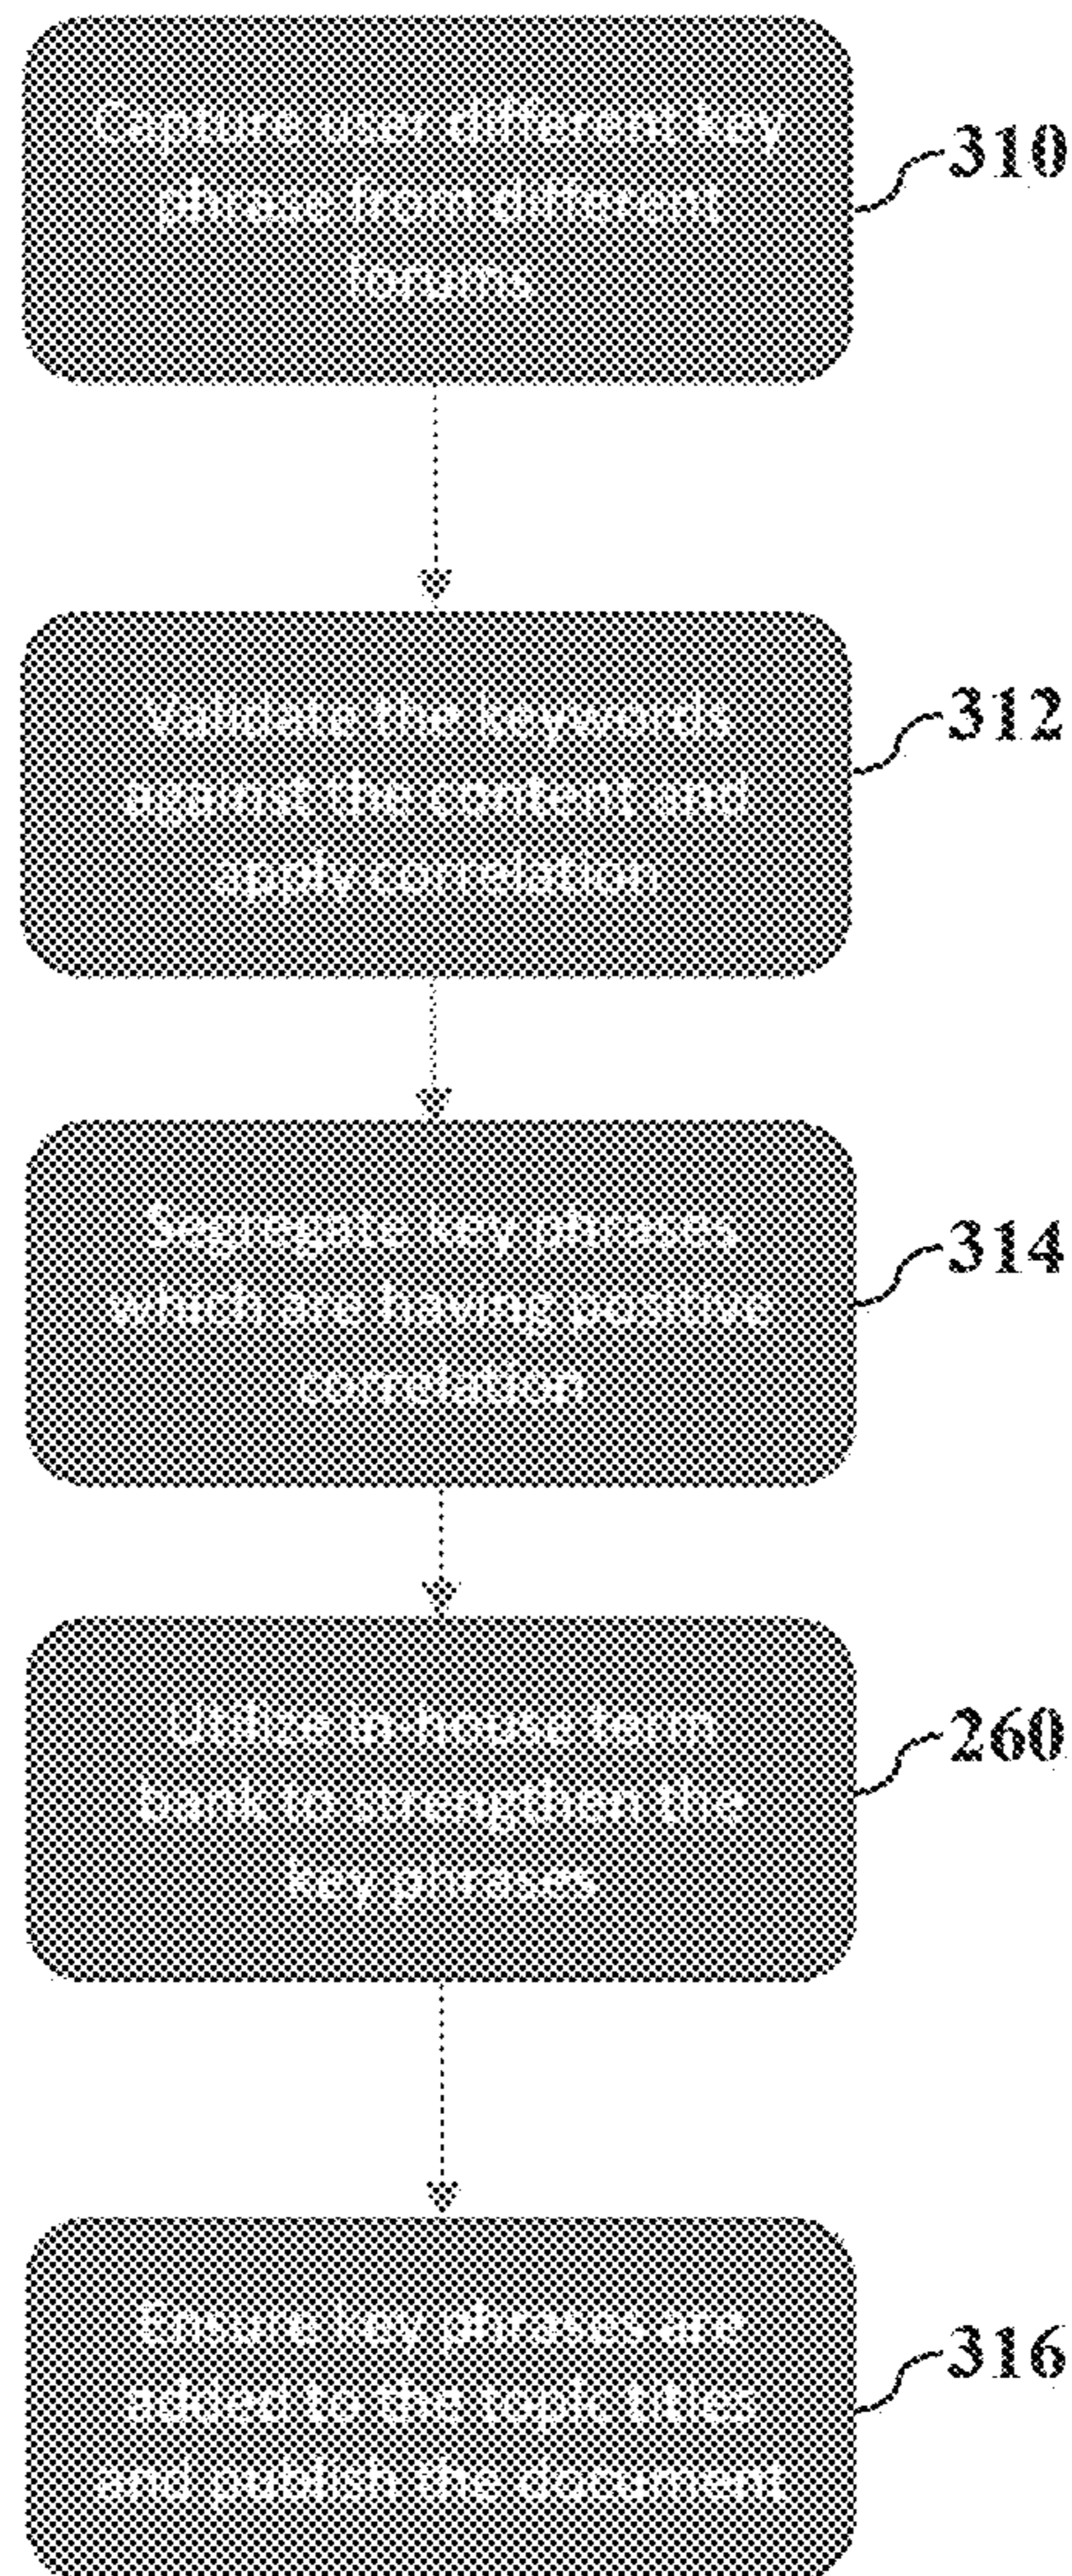 Capture user different key
phrase from different
forums
310
Validate the keywords
against the content and
apply correlation
312
Segregate key phrases
which are having positive
correlation
314
Utilize in-house term
bank to strengthen the
key phrases
260
Ensure key phrases are
added to the topic titles
and publish the document
316